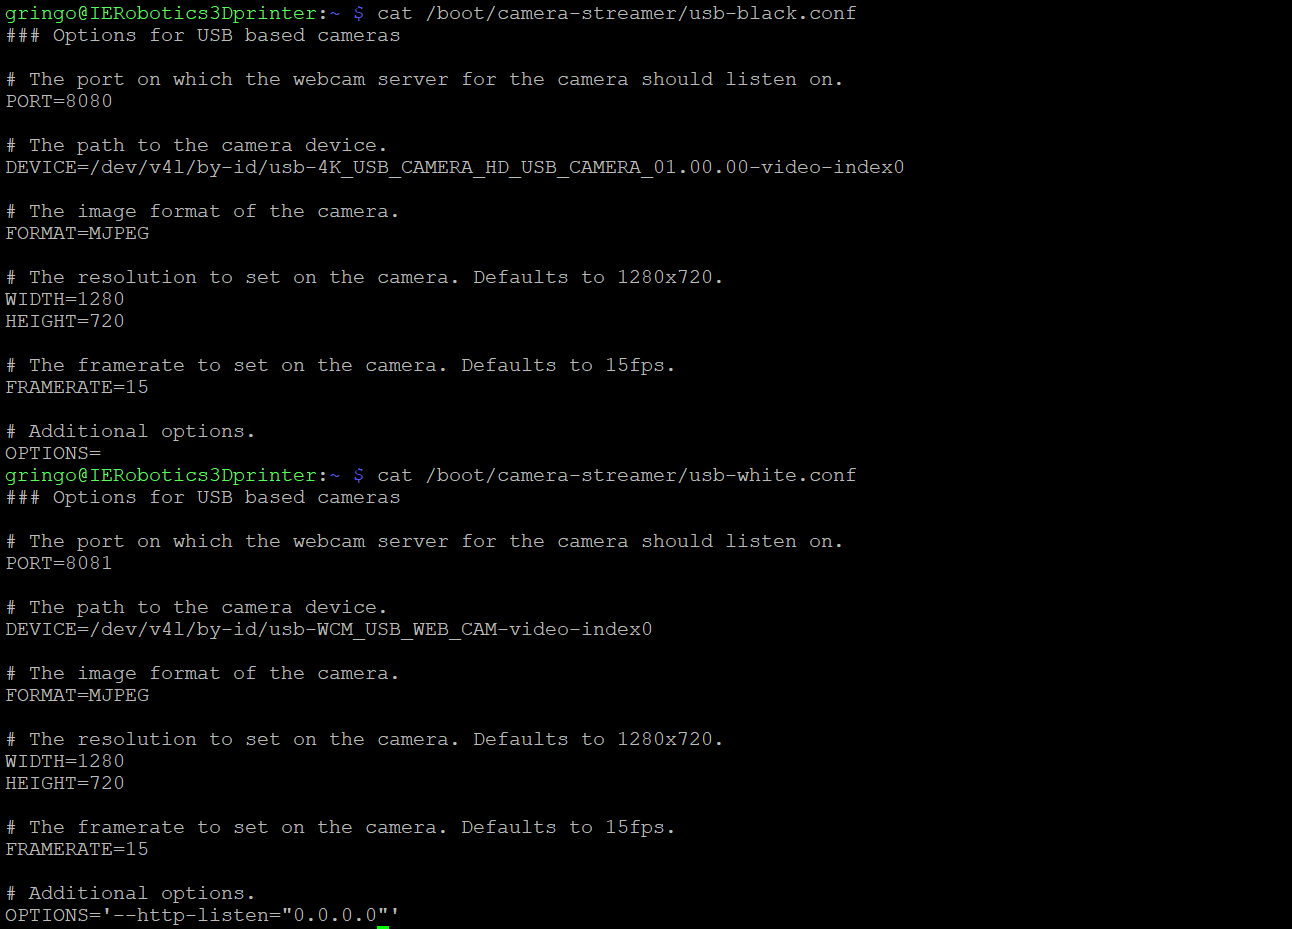 gringo@IERobotics3Dprinter:~ $ cat /boot/camera-streamer/usb-black.conf
### Options for USB based cameras
# The port on which the webcam server for the camera should listen on.
PORT=8080
# The path to the camera device.
DEVICE=/dev/v4l/by-id/usb-4K_USB_CAMERA_HD_USB_CAMERA_01.00.00-video-index0
# The image format of the camera.
FORMAT=MJPEG
# The resolution to set on the camera. Defaults to 1280x720.
WIDTH=1280
HEIGHT=720
# The framerate to set on the camera. Defaults to 15fps.
FRAMERATE=15
# Additional options.
OPTIONS=
gringo@IERobotics3Dprinter:~ $ cat /boot/camera-streamer/usb-white.conf
### Options for USB based cameras
# The port on which the webcam server for the camera should listen on.
PORT=8081
# The path to the camera device.
DEVICE=/dev/v4l/by-id/usb-WCM_USB_WEB_CAM-video-index0
# The image format of the camera.
FORMAT=MJPEG
# The resolution to set on the camera. Defaults to 1280x720.
WIDTH=1280
HEIGHT=720
# The framerate to set on the camera. Defaults to 15fps.
FRAMERATE=15
# Additional options.
OPTIONS='--http-listen="0.0.0.0"'